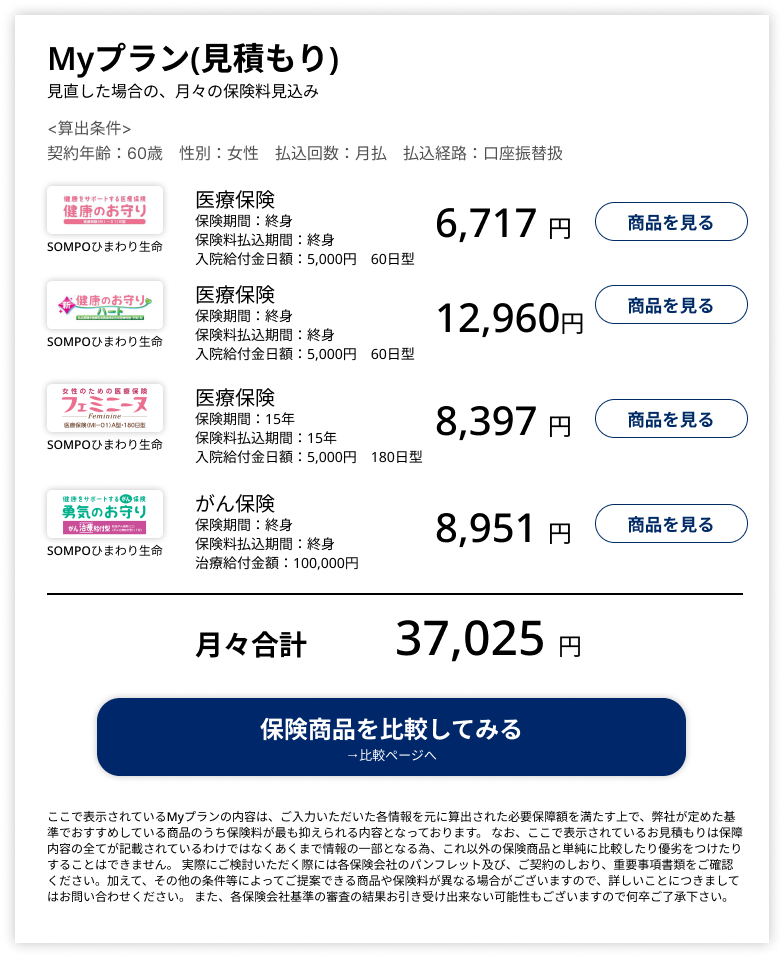 Myプラン(見積もり)
見直した場合の、月々の保険料見込み
<算出条件>
契約年齢：60歳　性別：女性　払込回数：月払　払込経路：口座振替扱
健康をサポートする医療保険
健康のお守り
SOMPOひまわり生命
医療保険
保険期間：終身
保険料払込期間：終身
入院給付金日額：5,000円　60日型
6,717 円
商品を見る
新 健康のお守り
ハート
SOMPOひまわり生命
医療保険
保険期間：終身
保険料払込期間：終身
入院給付金日額：5,000円　60日型
12,960円
商品を見る
女性のための医療保険
フェミニーヌ
Feminine
医療保険(MI-01)A型・180日型
SOMPOひまわり生命
医療保険
保険期間：15年
保険料払込期間：15年
入院給付金日額：5,000円　180日型
8,397 円
商品を見る
健康をサポートするがん保険
勇気のお守り
がん治療給付型
SOMPOひまわり生命
がん保険
保険期間：終身
保険料払込期間：終身
治療給付金額：100,000円
8,951 円
商品を見る
月々合計
37,025 円
保険商品を比較してみる
→比較ページへ
ここで表示されているMyプランの内容は、ご入力いただいた各情報を元に算出された必要保障額を満たす上で、弊社が定めた基
準でおすすめしている商品のうち保険料が最も抑えられる内容となっております。 なお、ここで表示されているお見積もりは保障
内容の全てが記載されているわけではなくあくまで情報の一部となる為、これ以外の保険商品と単純に比較したり優劣をつけたり
することはできません。 実際にご検討いただく際には各保険会社のパンフレット及び、ご契約のしおり、重要事項書類をご確認
ください。加えて、その他の条件等によってご提案できる商品や保険料が異なる場合がございますので、詳しいことにつきまして
はお問い合わせください。 また、各保険会社基準の審査の結果お引き受け出来ない可能性もございますので何卒ご了承下さい。